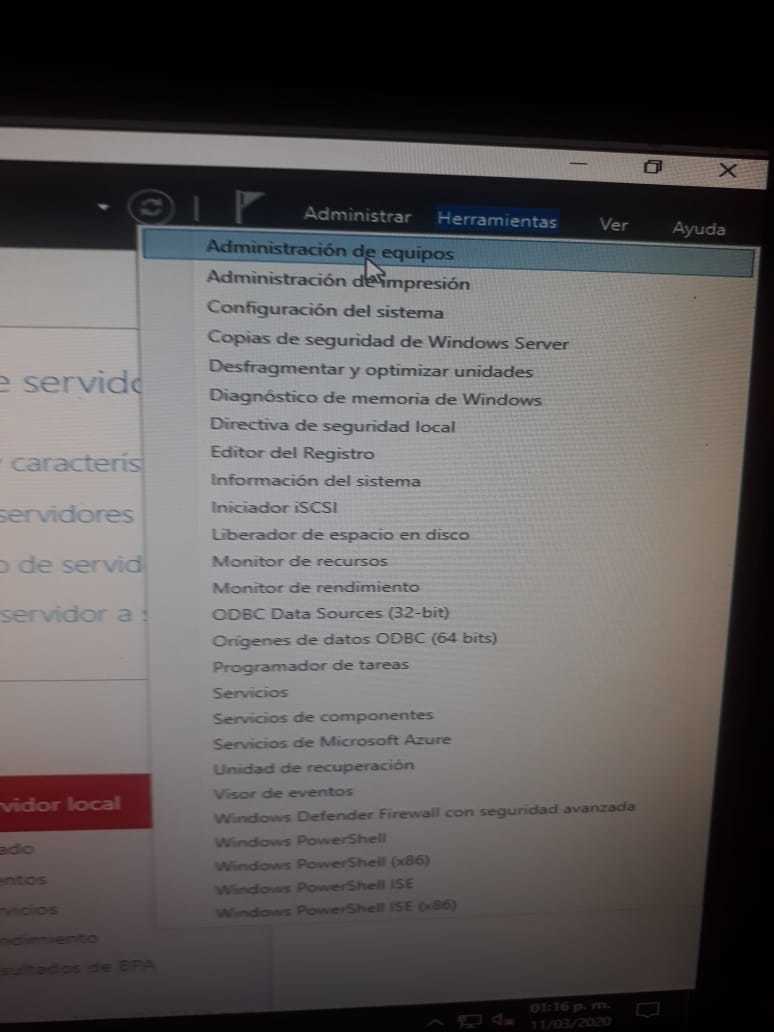 Administrar Herramientas Ver Ayuda
Administración de equipos
Administración de impresión
Configuración del sistema
Copias de seguridad de Windows Server
Desfragmentar y optimizar unidades
Diagnóstico de memoria de Windows
Directiva de seguridad local
Editor del Registro
Información del sistema
Iniciador iSCSI
Liberador de espacio en disco
Monitor de recursos
Monitor de rendimiento
ODBC Data Sources (32-bit)
Orígenes de datos ODBC (64 bits)
Programador de tareas
Servicios
Servicios de componentes
Servicios de Microsoft Azure
Unidad de recuperación
Visor de eventos
Windows Defender Firewall con seguridad avanzada
Windows PowerShell
Windows PowerShell (x86)
Windows PowerShell ISE
Windows PowerShell ISE (x86)
e servido
caracterís
servidores
o de servid
servidor a s
vidor local
ado
entos
rvicios
ndimiento
sultados de BPA
01:16 p. m.
11/03/2020